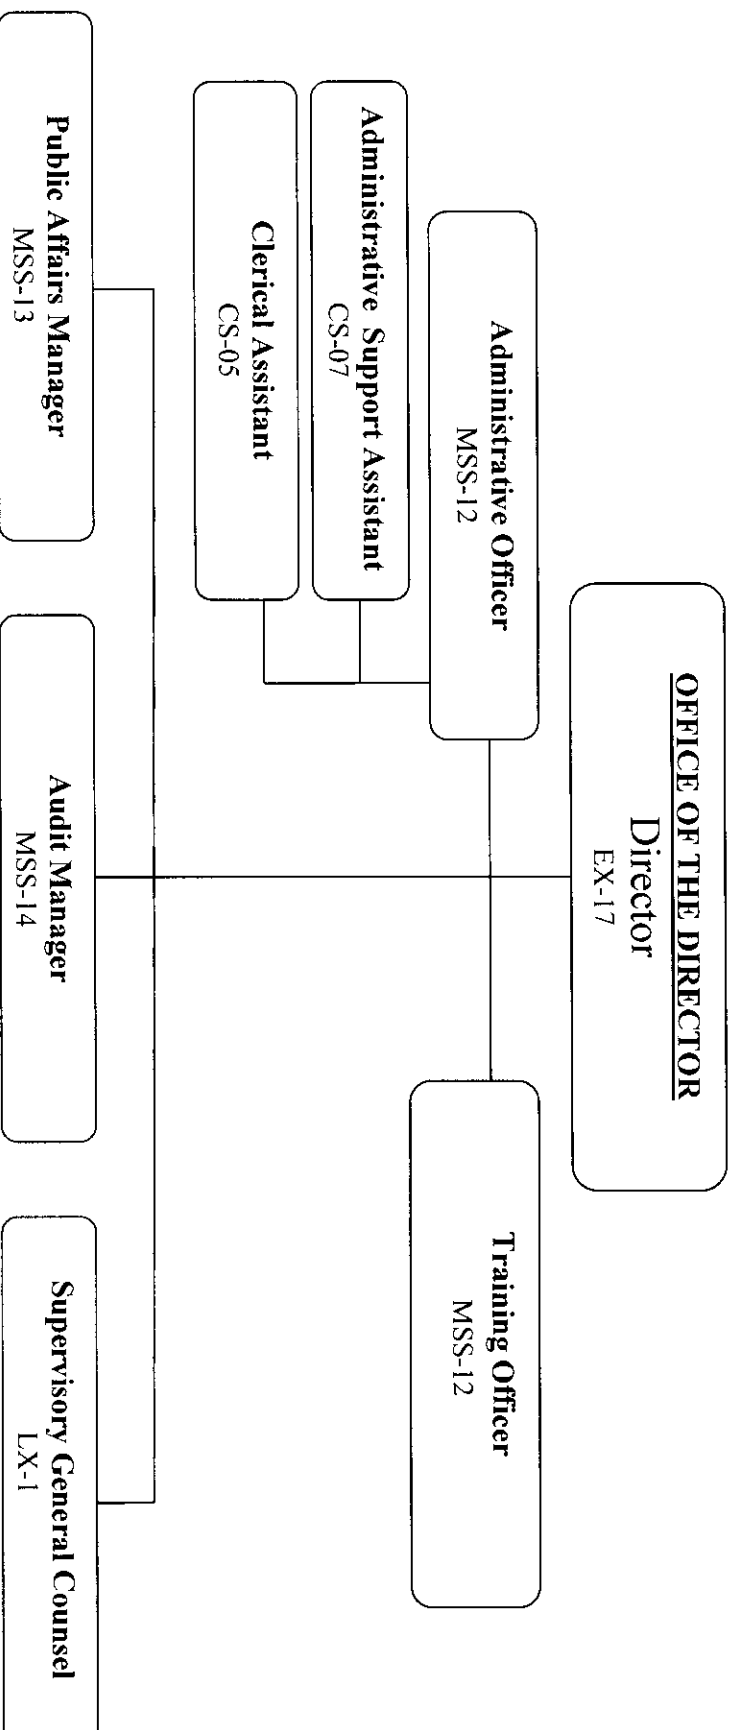 OFFICE OF THE DIRECTOR
Director
EX-17
Administrative Officer
MSS-12
Training Officer
MSS-12
Administrative Support Assistant
CS-07
Clerical Assistant
CS-05
Public Affairs Manager
MSS-13
Audit Manager
MSS-14
Supervisory General Counsel
LX-1